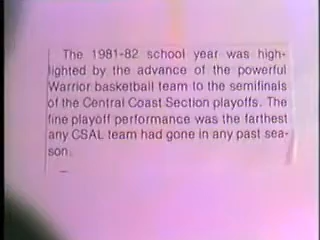 The 1981-82 school year was high-
lighted by the advance of the powerful
Warrior basketball team to the semifinals
of the Central Coast Section playoffs. The
fine playoff performance was the farthest
any CSAL team had gone in any past sea-
son.